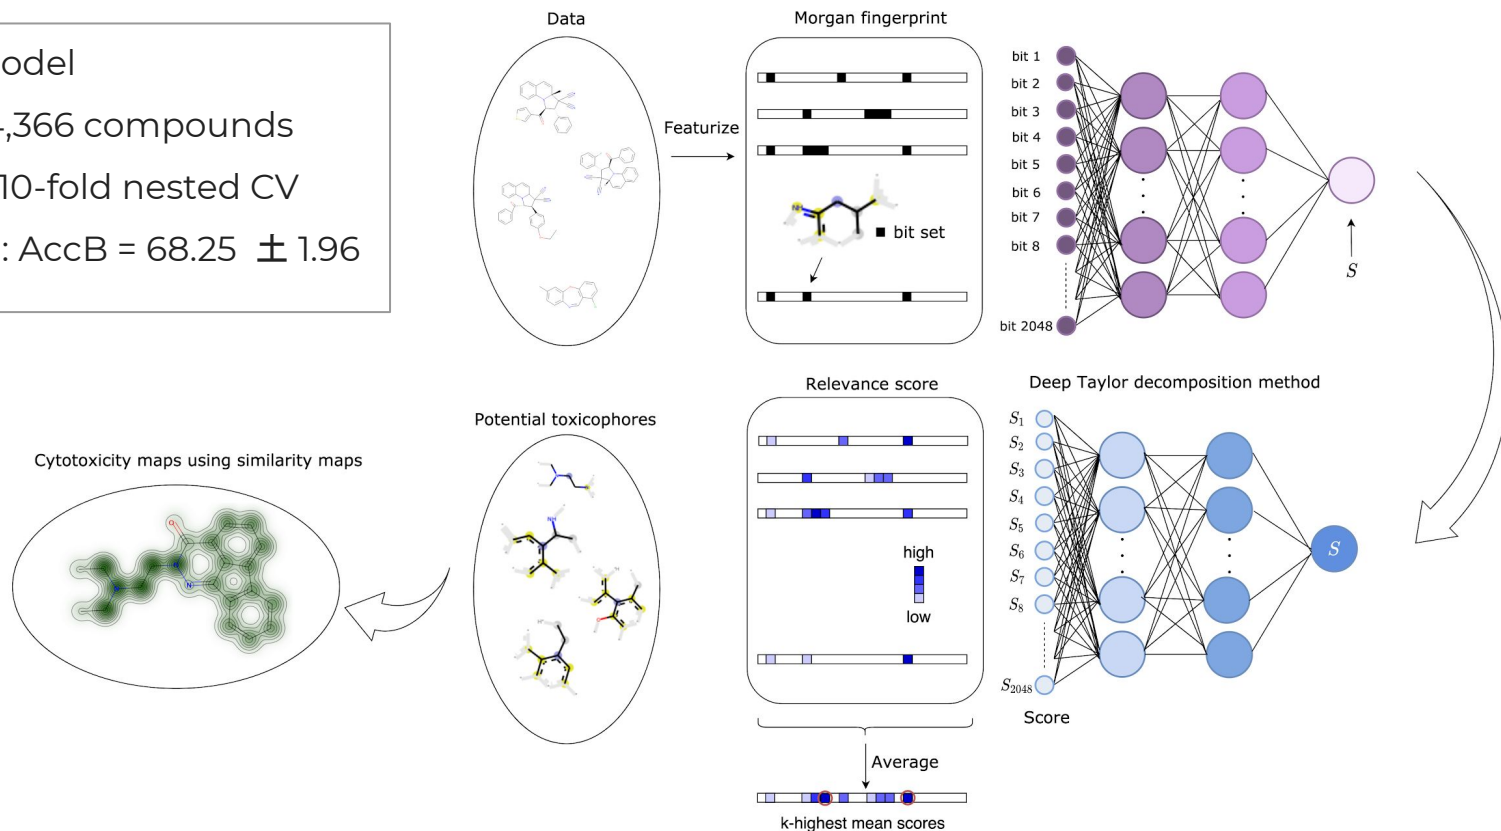 odel
,366 compounds
10-fold nested CV
: AccB = 68.25 ± 1.96
Data
Morgan fingerprint
Featurize
bit set
bit 1
bit 2
bit 3
bit 4
bit 5
bit 6
bit 7
bit 8
bit 2048
S
Deep Taylor decomposition method
S1
S2
S3
S4
S5
S6
S7
S8
S2048
Score
S
Relevance score
high
low
Average
k-highest mean scores
Potential toxicophores
NH
Cytotoxicity maps using similarity maps
O
N
N
N